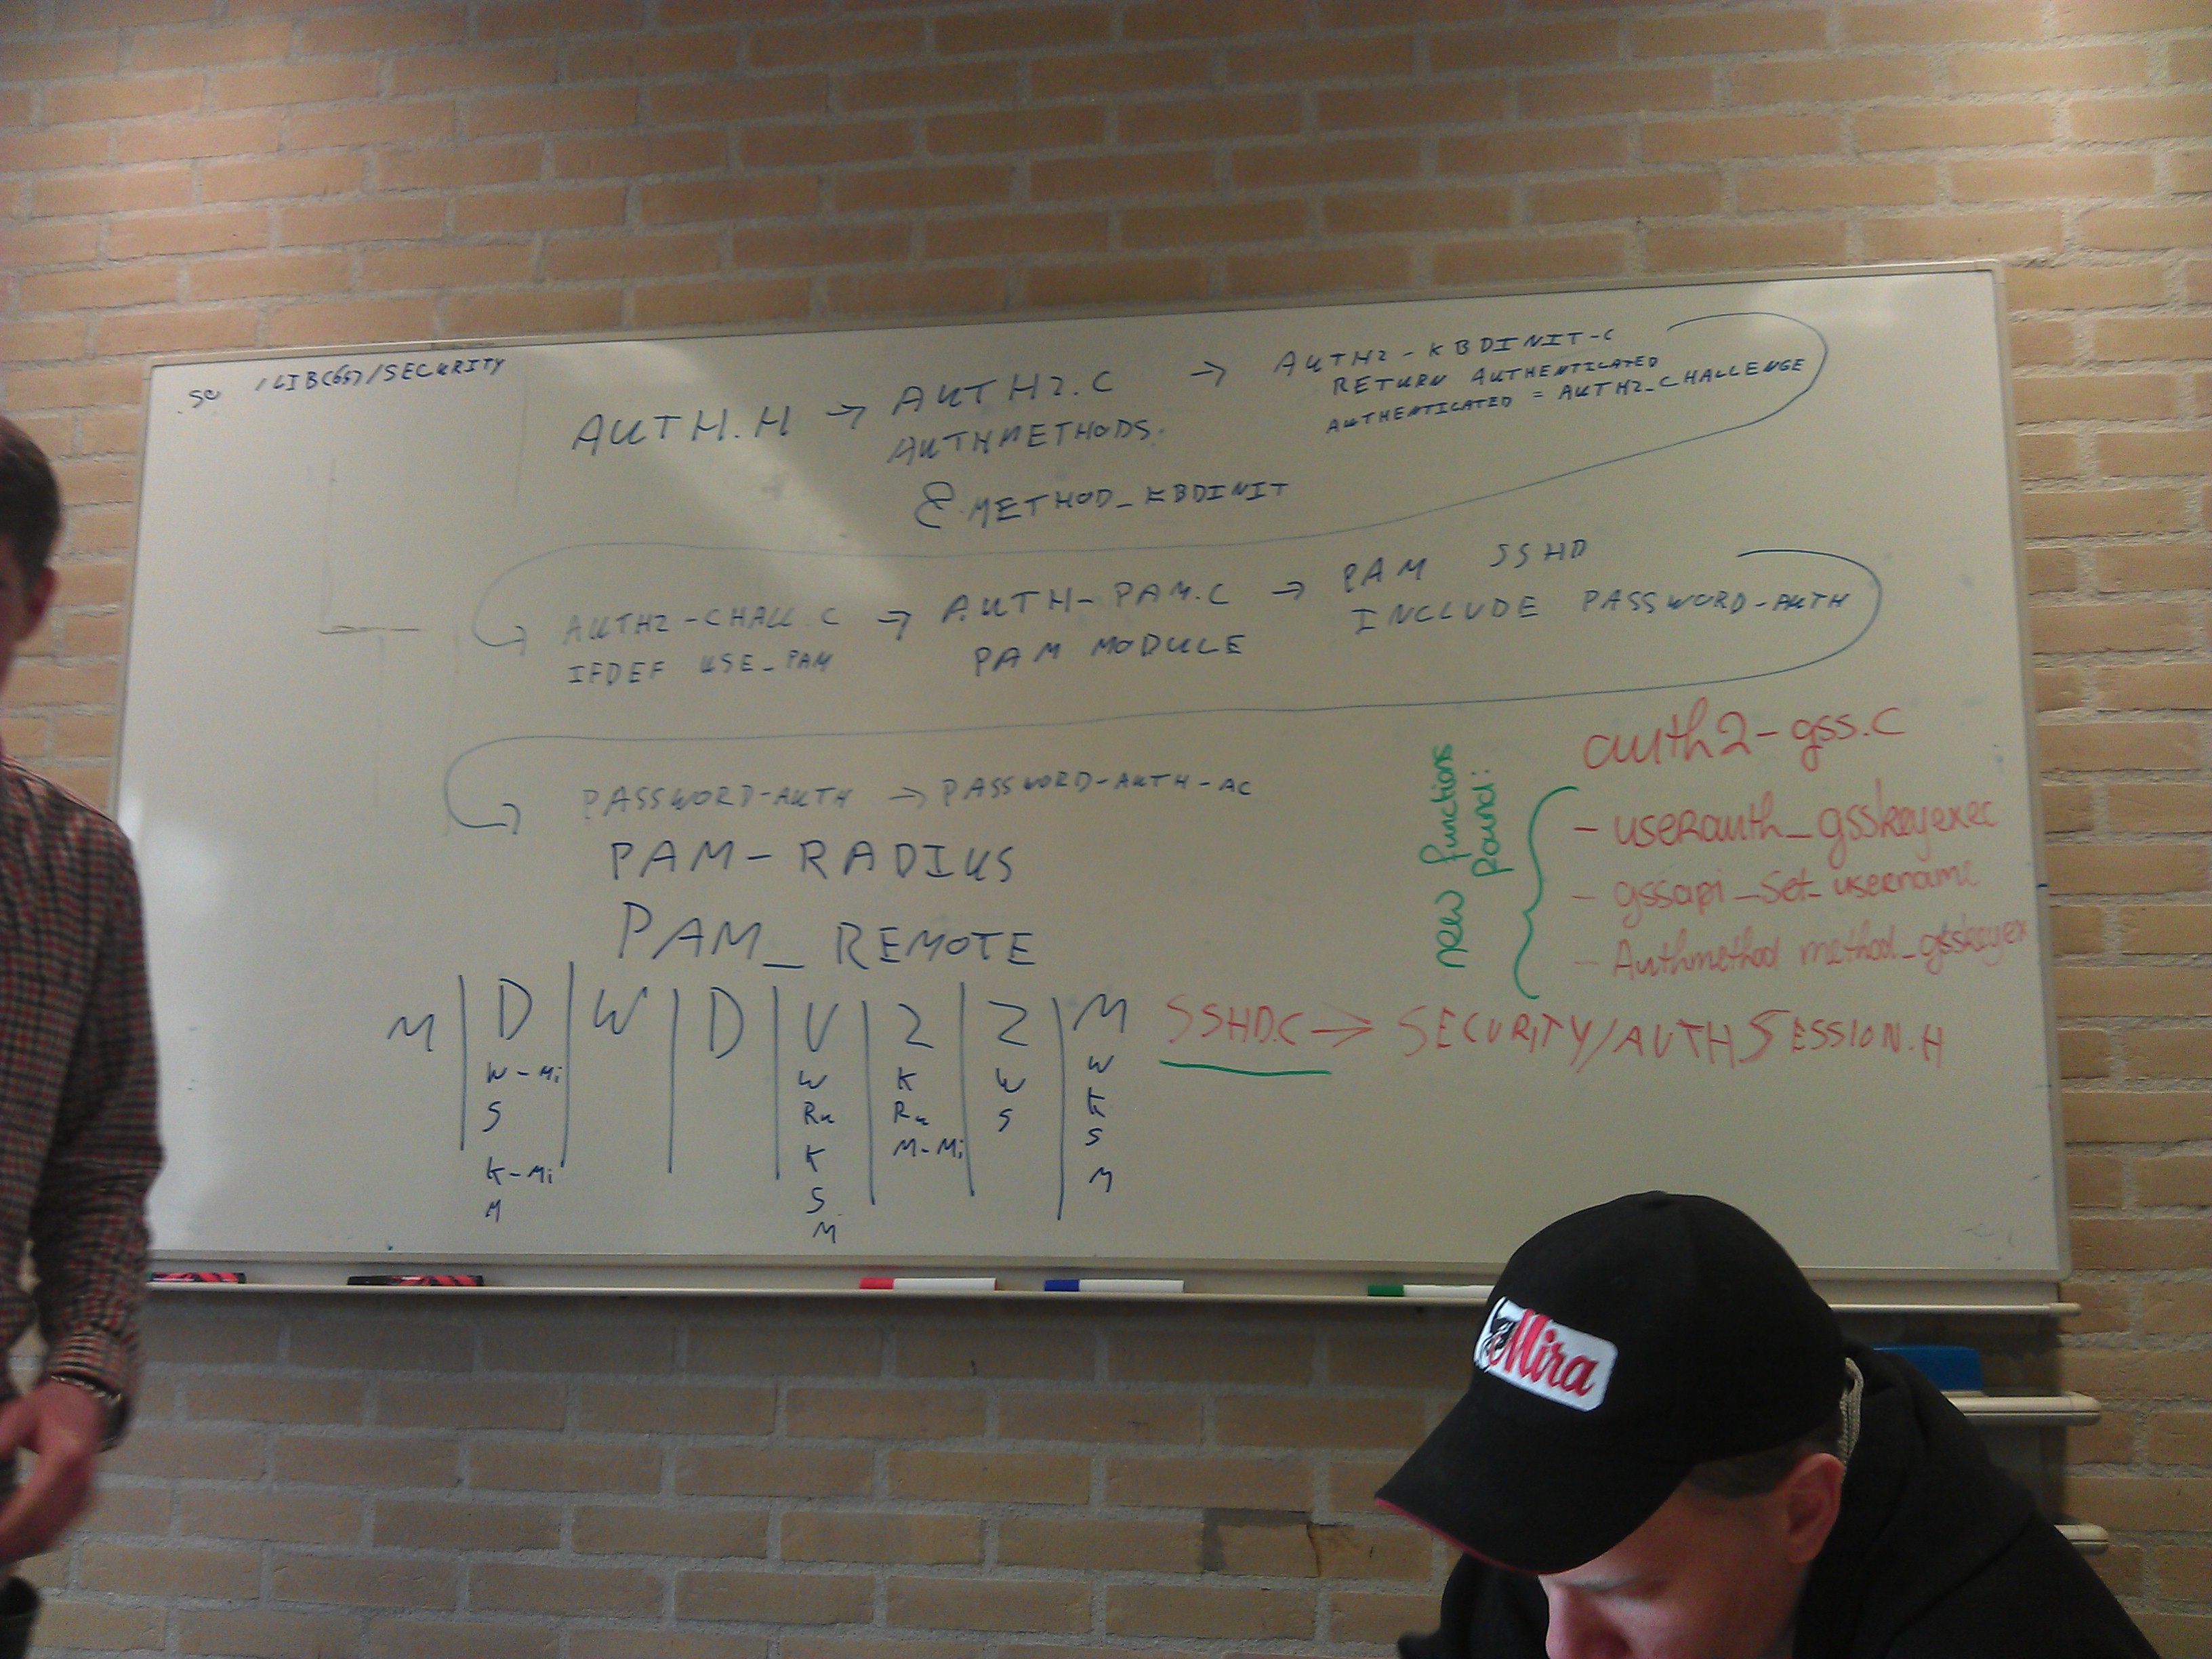 .so /LIB(64)/SECURITY
AUTH.H → AUTH2.C → AUTH2-KBDINIT-C
AUTHMETHODS.
RETURN AUTHENTICATED
AUTHENTICATED = AUTH2_CHALLENGE
& METHOD_KBDINIT
AUTH2-CHALL.C → AUTH-PAM.C → PAM SSHD
IFDEF USE_PAM
PAM MODULE
INCLUDE PASSWORD-AUTH
PASSWORD-AUTH → PASSWORD-AUTH-AC
PAM-RADIUS
PAM_REMOTE
new functions
found:
auth2-gss.c
- userauth_gsskeyexec
- gssapi_set_username
- Authmethod method_gsskeyex
SSHD.C → SECURITY/AUTHSESSION.H
M | D | W | D | V | Z | Z | M
W-Mi W K W W
S Ru Ru S K
K-Mi K M-Mi S
M S M
M
Mira